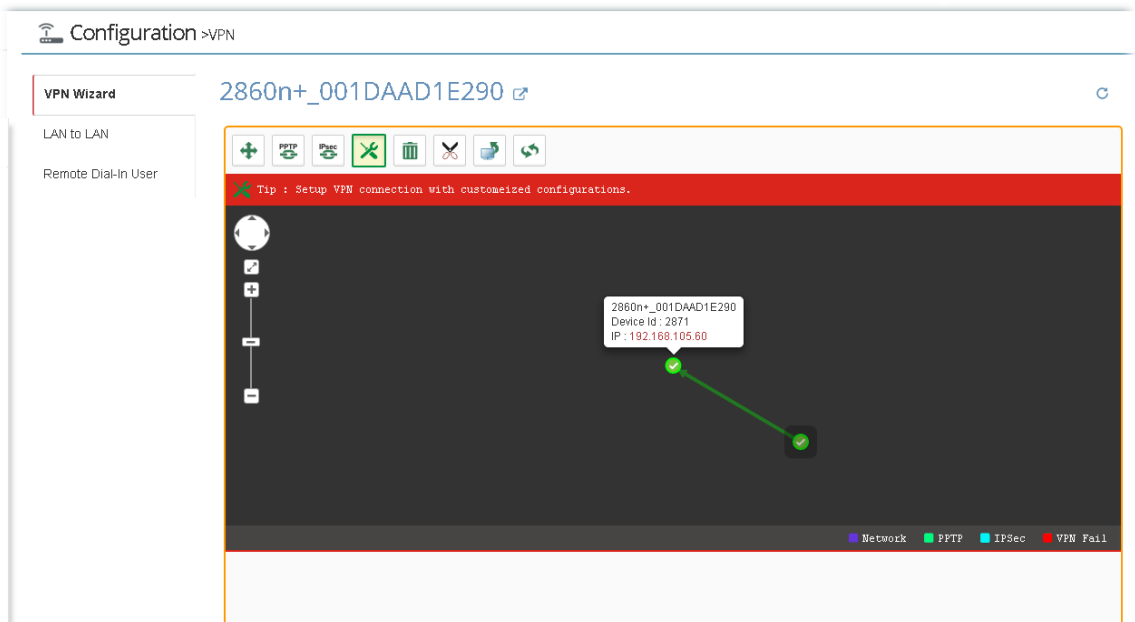 Configuration >VPN
VPN Wizard
LAN to LAN
Remote Dial-In User
2860n+_001DAAD1E290
PPTP
IPsec
Tip : Setup VPN connection with customeized configurations.
2860n+_001DAAD1E290
Device Id : 2871
IP : 192.168.105.60
Network PPTP IPSec VPN Fail